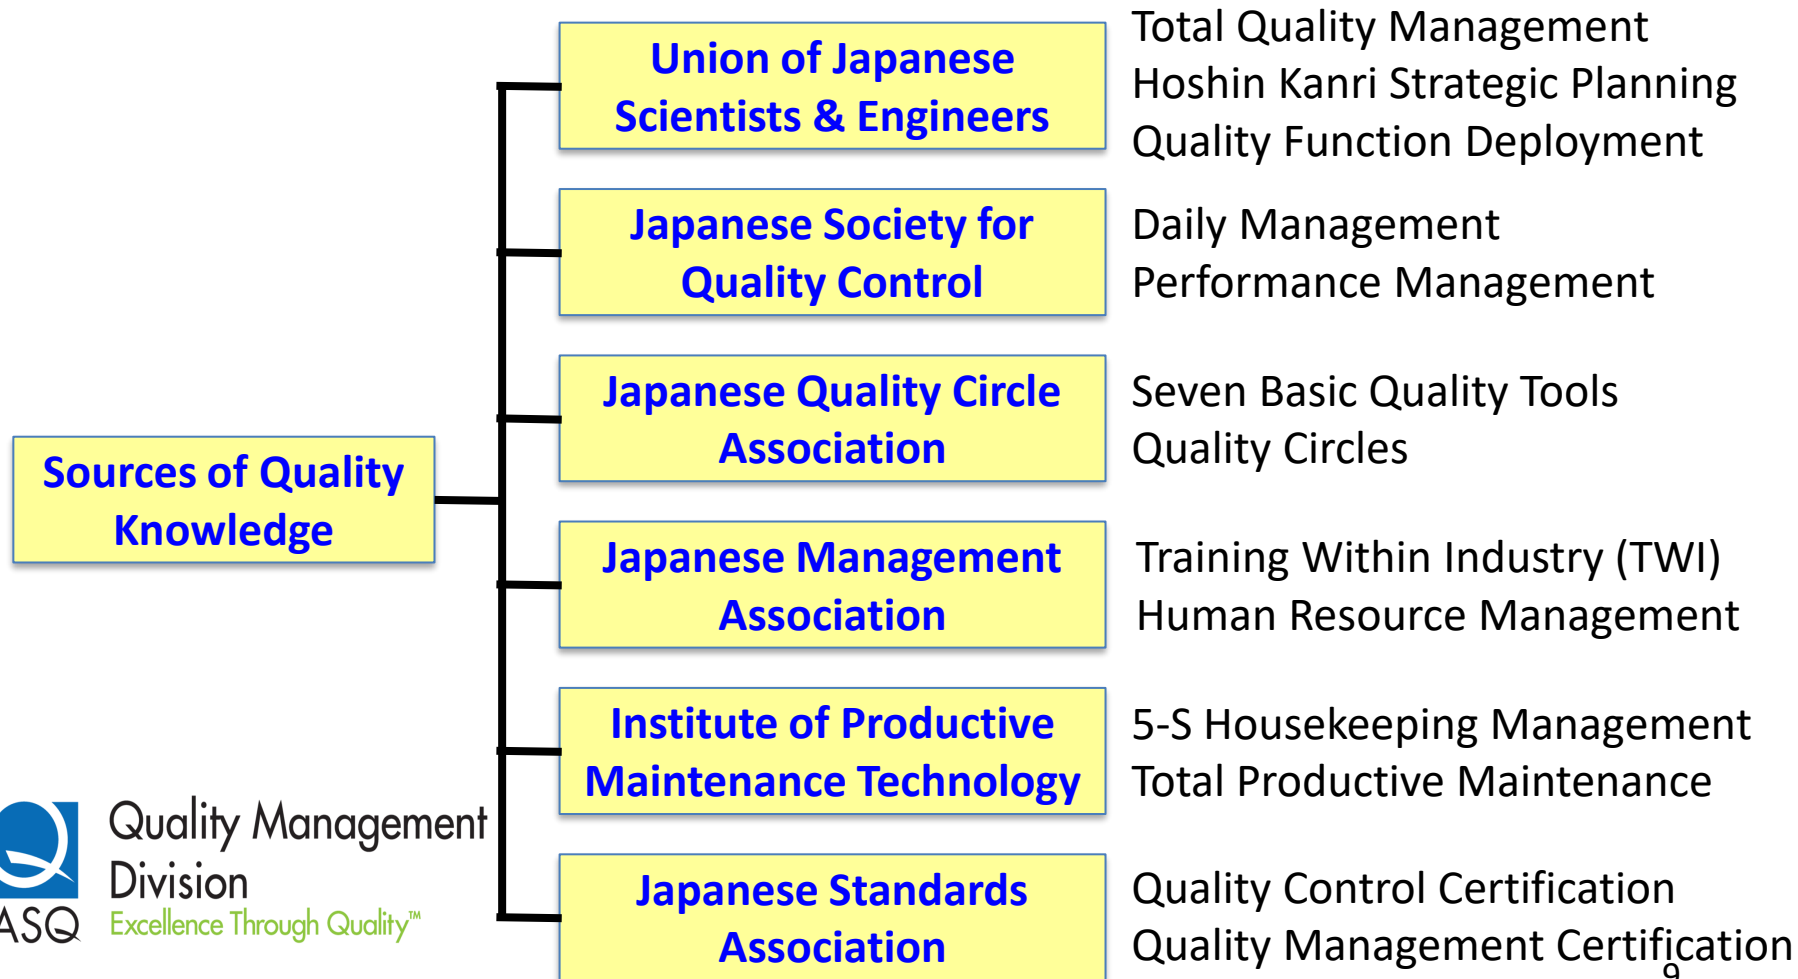 Sources of Quality
Knowledge
Union of Japanese
Scientists & Engineers
Total Quality Management
Hoshin Kanri Strategic Planning
Quality Function Deployment
Japanese Society for
Quality Control
Daily Management
Performance Management
Japanese Quality Circle
Association
Seven Basic Quality Tools
Quality Circles
Japanese Management
Association
Training Within Industry (TWI)
Human Resource Management
Institute of Productive
Maintenance Technology
5-S Housekeeping Management
Total Productive Maintenance
Japanese Standards
Association
Quality Control Certification
Quality Management Certification
ASQ
Quality Management
Division
Excellence Through Quality™
9